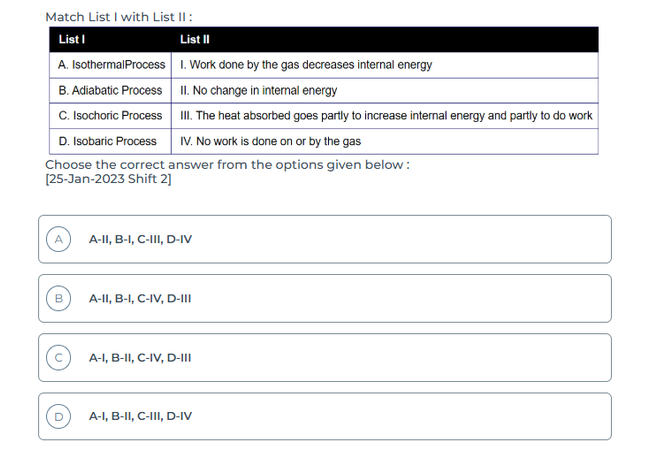 Match List I with List II :
List I List II
A. IsothermalProcess I. Work done by the gas decreases internal energy
B. Adiabatic Process II. No change in internal energy
C. Isochoric Process III. The heat absorbed goes partly to increase internal energy and partly to do work
D. Isobaric Process IV. No work is done on or by the gas
Choose the correct answer from the options given below :
[25-Jan-2023 Shift 2]
A A-II, B-I, C-III, D-IV
B A-II, B-I, C-IV, D-III
C A-I, B-II, C-IV, D-III
D A-I, B-II, C-III, D-IV